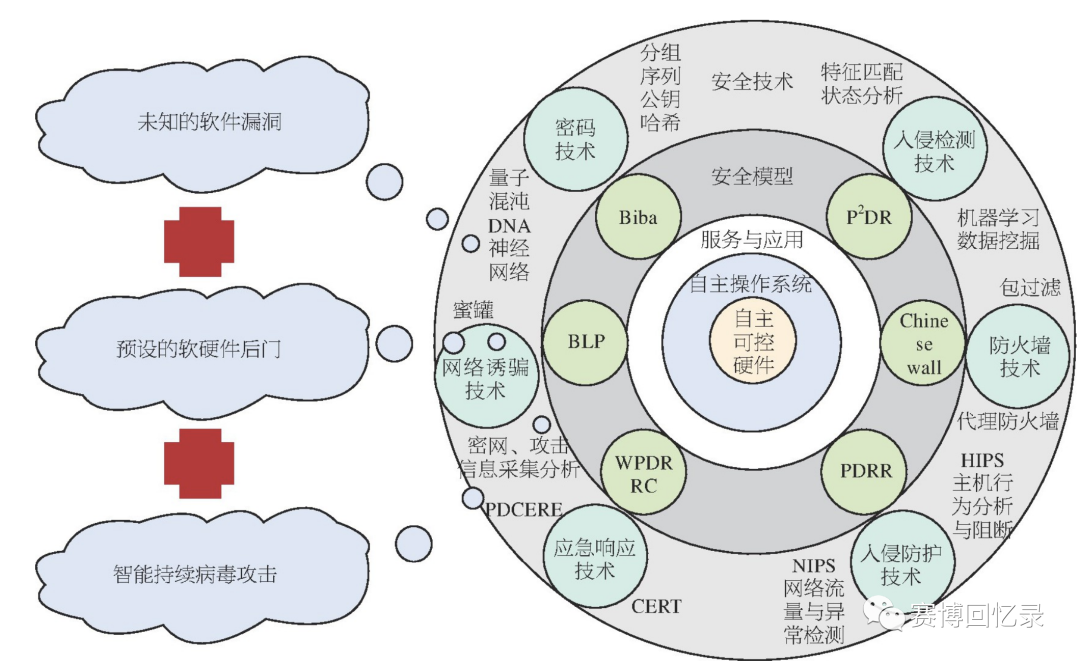 未知的软件漏洞
预设的软硬件后门
智能持续病毒攻击
安全技术
分组
序列
公钥
哈希
密码
技术
量子
混沌
DNA
神经
网络
特征匹配
状态分析
入侵检测
技术
机器学习
数据挖掘
包过滤
防火墙
技术
代理防火墙
HIPS
主机行
为分析
与阻断
入侵防护
技术
NIPS
网络流
量与异
常检测
CERT
应急响应
技术
PDCERE
蜜罐
网络诱骗
技术
密网、攻击
信息采集分析
安全模型
Biba
P²DR
BLP
Chine
se
wall
WPDR
RC
PDRR
服务与应用
自主操作系统
自主
可控
硬件
赛博回忆录